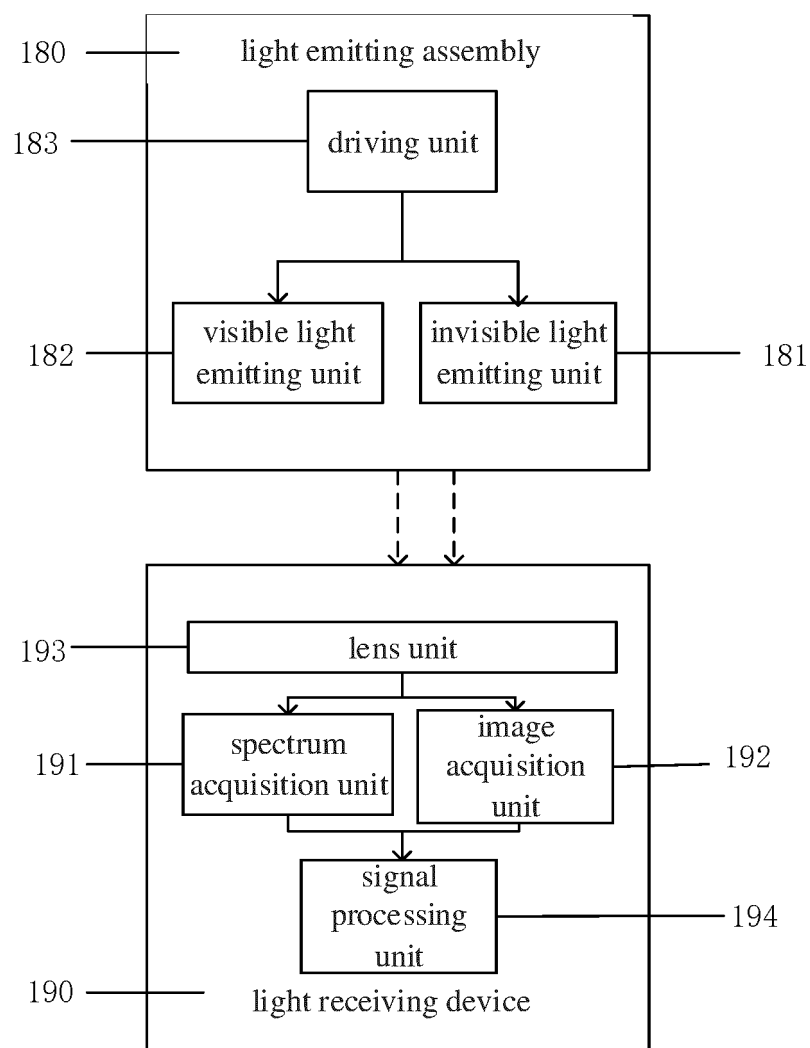 180
light emitting assembly
183
driving unit
visible light
emitting unit
invisible light
emitting unit
182
181
193
lens unit
spectrum
acquisition unit
image
acquisition
unit
191
192
signal
processing
unit
194
190
light receiving device